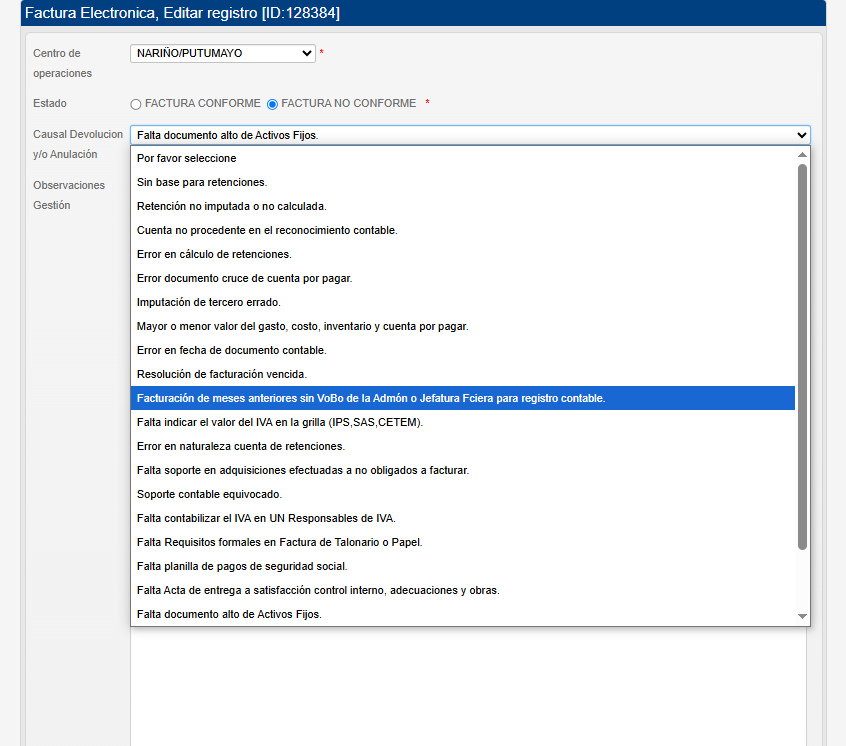 Factura Electronica, Editar registro [ID:128384]
Centro de operaciones
NARIÑO/PUTUMAYO *
Estado
FACTURA CONFORME FACTURA NO CONFORME *
Causal Devolucion y/o Anulación
Falta documento alto de Activos Fijos.
Observaciones Gestión
Por favor seleccione
Sin base para retenciones.
Retención no imputada o no calculada.
Cuenta no procedente en el reconocimiento contable.
Error en cálculo de retenciones.
Error documento cruce de cuenta por pagar.
Imputación de tercero errado.
Mayor o menor valor del gasto, costo, inventario y cuenta por pagar.
Error en fecha de documento contable.
Resolución de facturación vencida.
Facturación de meses anteriores sin VoBo de la Admón o Jefatura Fciera para registro contable.
Falta indicar el valor del IVA en la grilla (IPS,SAS,CETEM).
Error en naturaleza cuenta de retenciones.
Falta soporte en adquisiciones efectuadas a no obligados a facturar.
Soporte contable equivocado.
Falta contabilizar el IVA en UN Responsables de IVA.
Falta Requisitos formales en Factura de Talonario o Papel.
Falta planilla de pagos de seguridad social.
Falta Acta de entrega a satisfacción control interno, adecuaciones y obras.
Falta documento alto de Activos Fijos.